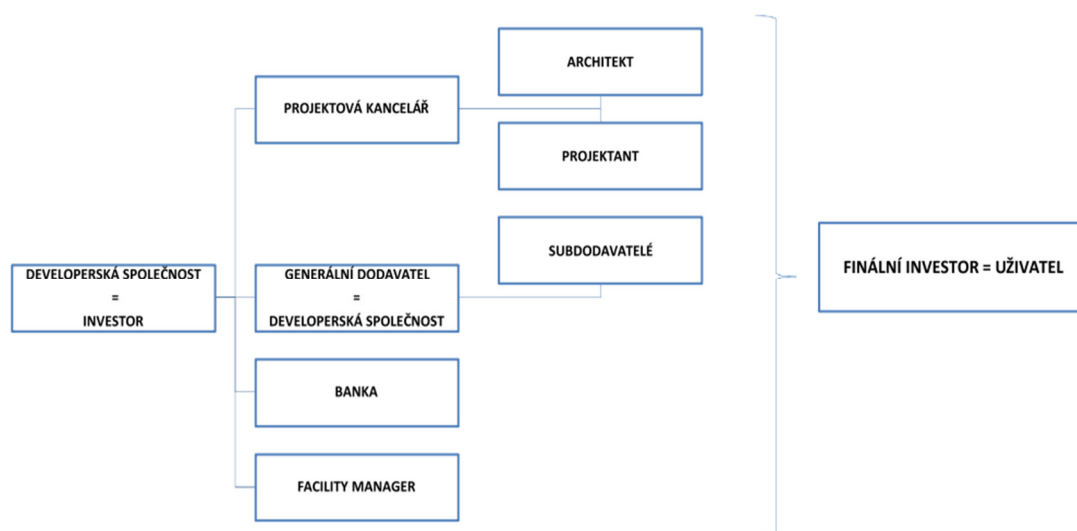 ARCHITEKT
PROJEKTOVÁ KANCELÁŘ
PROJEKTANT
SUBDODAVATELÉ
DEVELOPERSKÁ SPOLEČNOST
=
INVESTOR
GENERÁLNÍ DODAVATEL
=
DEVELOPERSKÁ SPOLEČNOST
FINÁLNÍ INVESTOR = UŽIVATEL
BANKA
FACILITY MANAGER